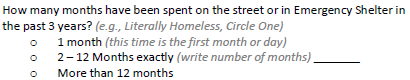 How many months have been spent on the street or in Emergency Shelter in
the past 3 years? (e.g., Literally Homeless, Circle One)
o 1 month (this time is the first month or day)
o 2 – 12 Months exactly (write number of months) ________
o More than 12 months